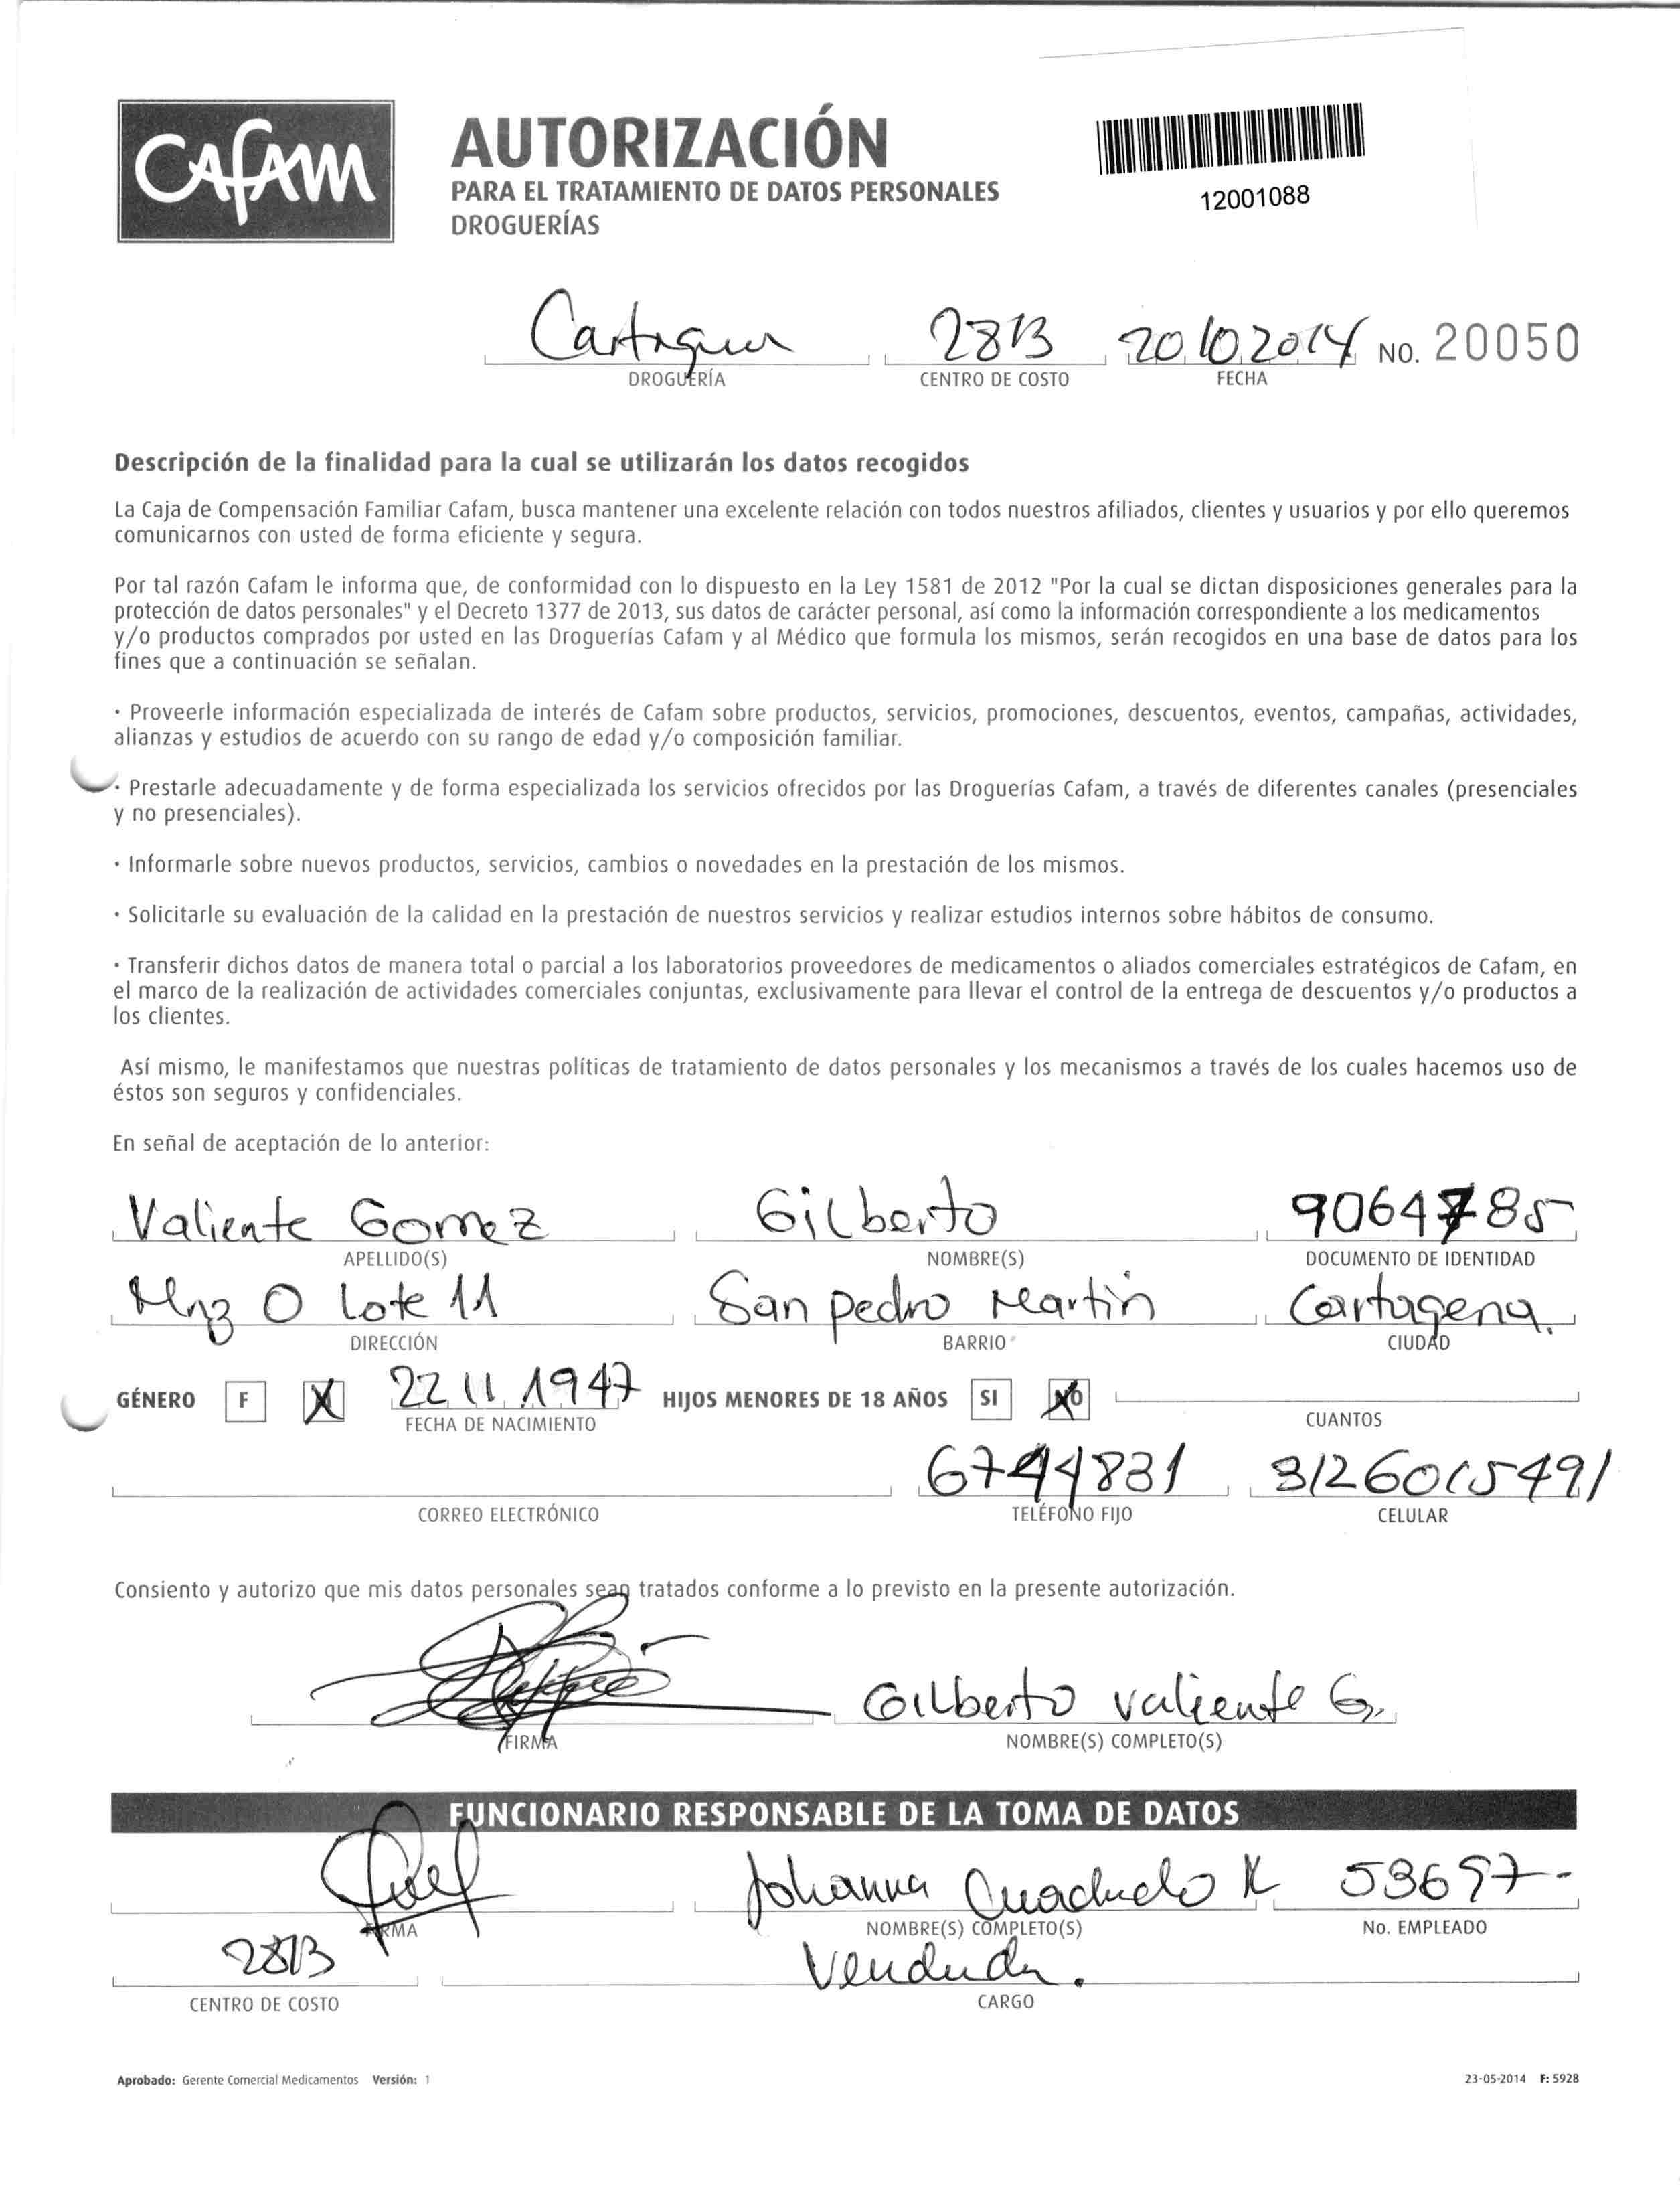 Cafam
AUTORIZACIÓN
PARA EL TRATAMIENTO DE DATOS PERSONALES
DROGUERÍAS
12001088
2813 20 10 2014 NO. 20050
DROGUERÍA CENTRO DE COSTO FECHA
Descripción de la finalidad para la cual se utilizarán los datos recogidos
La Caja de Compensación Familiar Cafam, busca mantener una excelente relación con todos nuestros afiliados, clientes y usuarios y por ello queremos
comunicarnos con usted de forma eficiente y segura.
Por tal razón Cafam le informa que, de conformidad con lo dispuesto en la Ley 1581 de 2012 "Por la cual se dictan disposiciones generales para la
protección de datos personales" y el Decreto 1377 de 2013, sus datos de carácter personal, así como la información correspondiente a los medicamentos
y/o productos comprados por usted en las Droguerías Cafam y al Médico que formula los mismos, serán recogidos en una base de datos para los
fines que a continuación se señalan.
· Proveerle información especializada de interés de Cafam sobre productos, servicios, promociones, descuentos, eventos, campañas, actividades,
alianzas y estudios de acuerdo con su rango de edad y/o composición familiar.
· Prestarle adecuadamente y de forma especializada los servicios ofrecidos por las Droguerías Cafam, a través de diferentes canales (presenciales
y no presenciales).
· Informarle sobre nuevos productos, servicios, cambios o novedades en la prestación de los mismos.
· Solicitarle su evaluación de la calidad en la prestación de nuestros servicios y realizar estudios internos sobre hábitos de consumo.
· Transferir dichos datos de manera total o parcial a los laboratorios proveedores de medicamentos o aliados comerciales estratégicos de Cafam, en
el marco de la realización de actividades comerciales conjuntas, exclusivamente para llevar el control de la entrega de descuentos y/o productos a
los clientes.
Así mismo, le manifestamos que nuestras políticas de tratamiento de datos personales y los mecanismos a través de los cuales hacemos uso de
éstos son seguros y confidenciales.
En señal de aceptación de lo anterior:
Valiente Gomez Gilberto 9064785
APELLIDO(S) NOMBRE(S) DOCUMENTO DE IDENTIDAD
Mnz O Lote 11 San pedro Martin Cartagena.
DIRECCIÓN BARRIO CIUDAD
GÉNERO F X 22 11 1947 HIJOS MENORES DE 18 AÑOS SI NO
FECHA DE NACIMIENTO CUANTOS
6744831 3126015491
CORREO ELECTRÓNICO TELÉFONO FIJO CELULAR
Consiento y autorizo que mis datos personales sean tratados conforme a lo previsto en la presente autorización.
Gilberto Valiente G.
FIRMA NOMBRE(S) COMPLETO(S)
FUNCIONARIO RESPONSABLE DE LA TOMA DE DATOS
Johanna 53697-
FIRMA NOMBRE(S) COMPLETO(S) No. EMPLEADO
2813
CENTRO DE COSTO CARGO
Aprobado: Gerente Comercial Medicamentos Versión: 1 23-05-2014 F: 5928